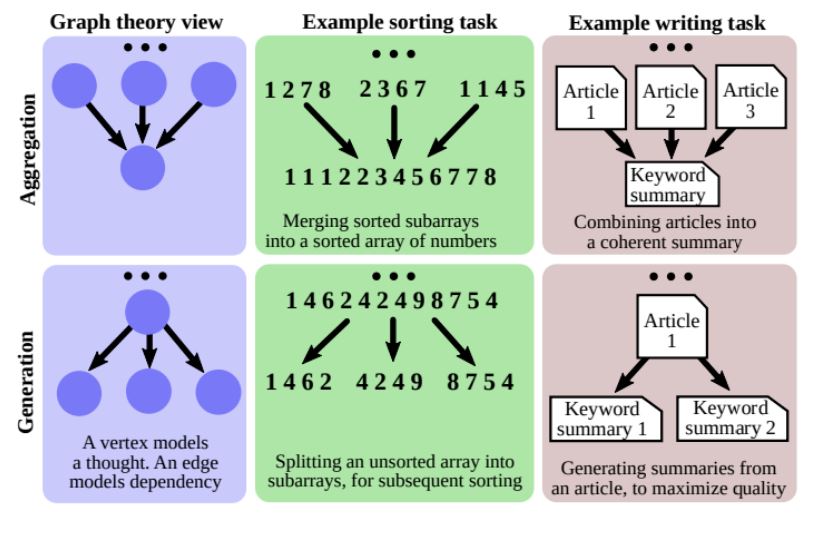 Graph theory view
Example sorting task
Example writing task
Aggregation
1 2 7 8
2 3 6 7
1 1 4 5
1 1 1 2 2 3 4 5 6 7 7 8
Merging sorted subarrays
into a sorted array of numbers
Article
1
Article
2
Article
3
Keyword
summary
Combining articles into
a coherent summary
Generation
A vertex models
a thought. An edge
models dependency
1 4 6 2 4 2 4 9 8 7 5 4
1 4 6 2
4 2 4 9
8 7 5 4
Splitting an unsorted array into
subarrays, for subsequent sorting
Article
1
Keyword
summary 1
Keyword
summary 2
Generating summaries from
an article, to maximize quality